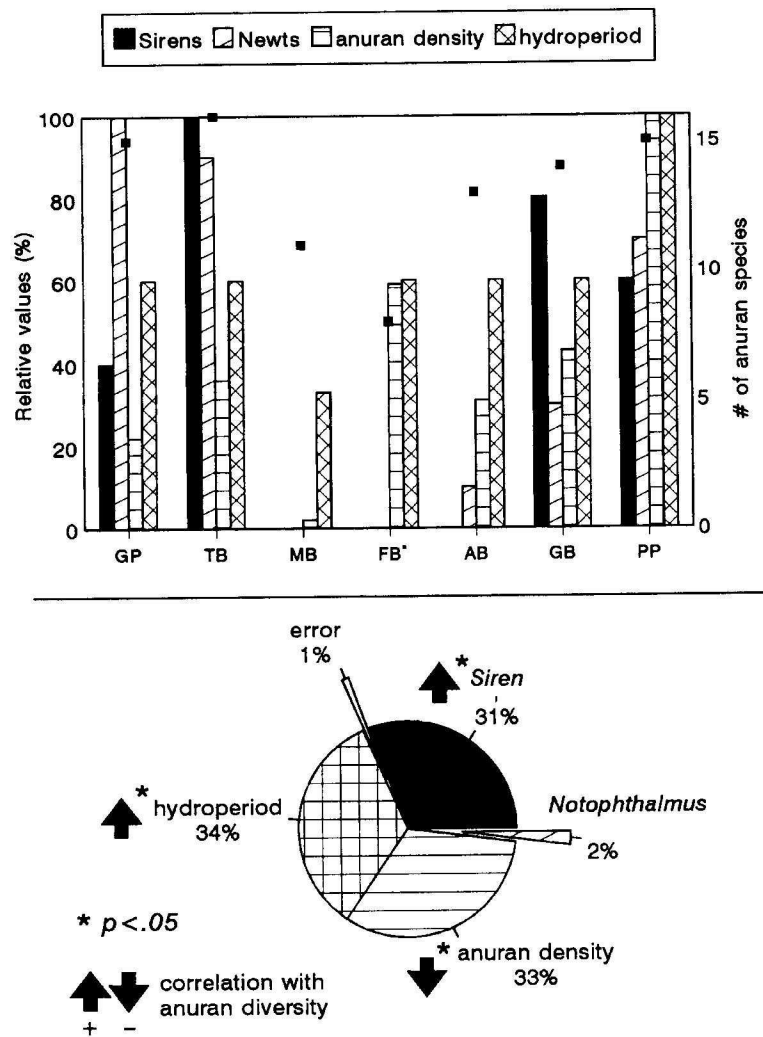 Sirens Newts anuran density hydroperiod
Relative values (%)
100
80
60
40
20
0
# of anuran species
15
10
5
0
GP TB MB FB* AB GB PP
error
1%
* Siren
31%
* hydroperiod
34%
Notophthalmus
2%
* p<.05
* anuran density
33%
correlation with
anuran diversity
+ −